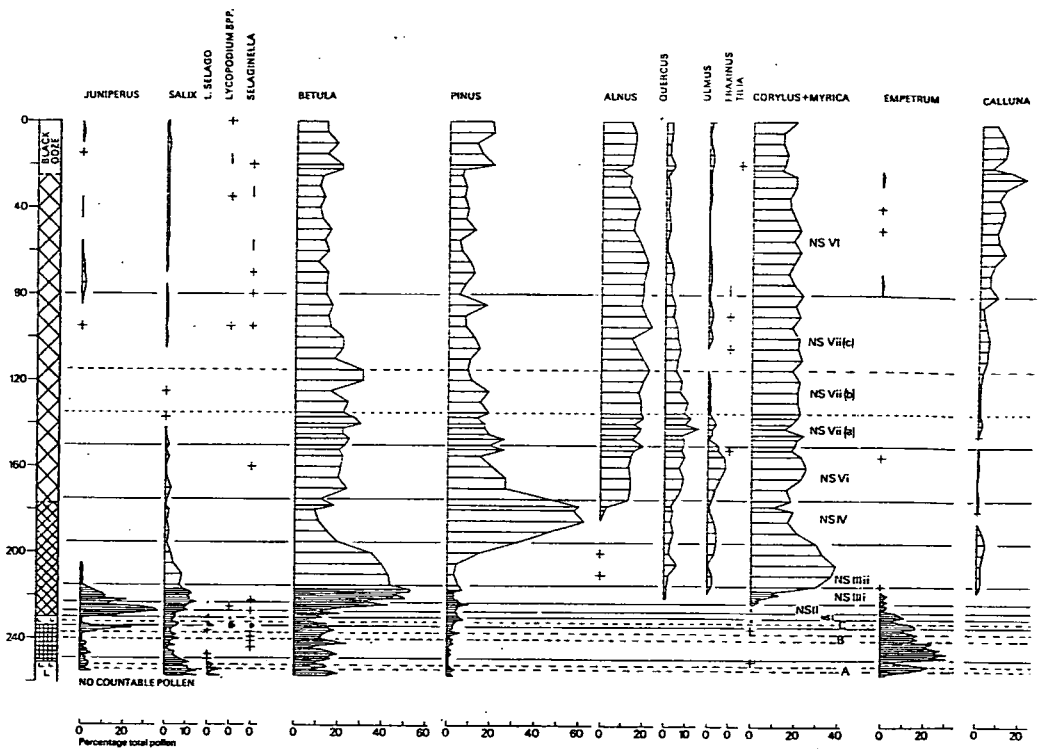 JUNIPERUS
SALIX
L. SELAGO
LYCOPODIUM SPP.
SELAGINELLA
BETULA
PINUS
ALNUS
QUERCUS
ULMUS
FRAXINUS
TILIA
CORYLUS + MYRICA
EMPETRUM
CALLUNA
BLACK OOZE
0
40
80
120
160
200
240
NS VI
NS Vii(c)
NS Vii(b)
NS Vii(a)
NS Vi
NS IV
NS IIIii
NS IIIi
NS II
C
B
A
NO COUNTABLE POLLEN
0 20 0 0 0 0 0 20 40 60 0 20 40 60 0 20 0 0 0 0 20 40 0 20 0 20
Percentage total pollen